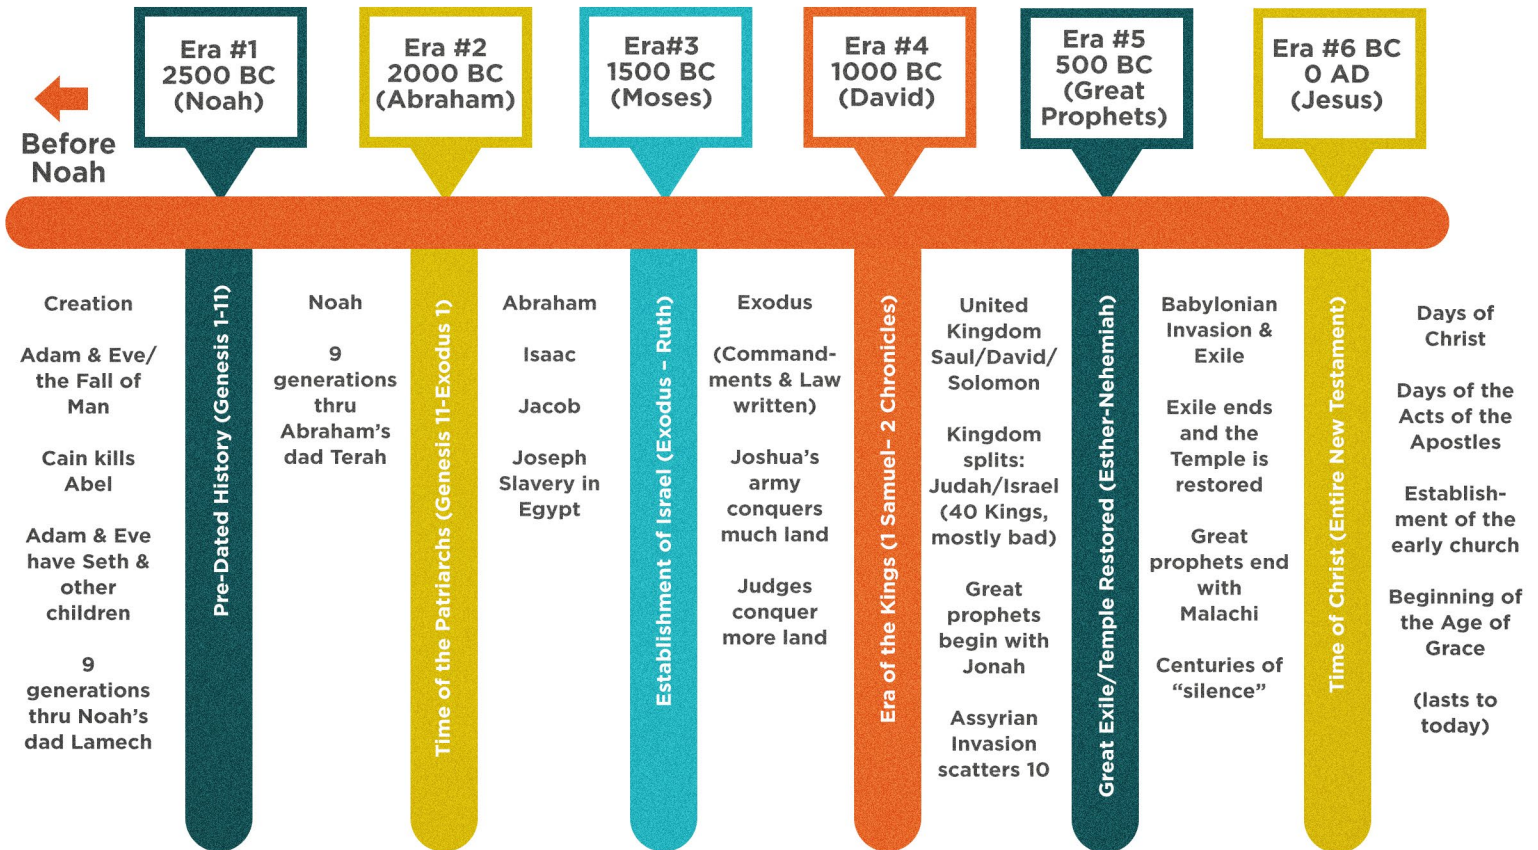 Era #1
2500 BC
(Noah)
Era #2
2000 BC
(Abraham)
Era#3
1500 BC
(Moses)
Era #4
1000 BC
(David)
Era #5
500 BC
(Great
Prophets)
Era #6 BC
0 AD
(Jesus)
Before
Noah
Creation
Adam & Eve/
the Fall of
Man
Cain kills
Abel
Adam & Eve
have Seth &
other
children
9
generations
thru Noah’s
dad Lamech
Pre-Dated History (Genesis 1-11)
Noah
9
generations
thru
Abraham’s
dad Terah
Time of the Patriarchs (Genesis 11-Exodus 1)
Abraham
Isaac
Jacob
Joseph
Slavery in
Egypt
Establishment of Israel (Exodus – Ruth)
Exodus
(Command-
ments & Law
written)
Joshua’s
army
conquers
much land
Judges
conquer
more land
Era of the Kings (1 Samuel– 2 Chronicles)
United
Kingdom
Saul/David/
Solomon
Kingdom
splits:
Judah/Israel
(40 Kings,
mostly bad)
Great
prophets
begin with
Jonah
Assyrian
Invasion
scatters 10
Great Exile/Temple Restored (Esther-Nehemiah)
Babylonian
Invasion &
Exile
Exile ends
and the
Temple is
restored
Great
prophets end
with
Malachi
Centuries of
“silence”
Time of Christ (Entire New Testament)
Days of
Christ
Days of the
Acts of the
Apostles
Establish-
ment of the
early church
Beginning of
the Age of
Grace
(lasts to
today)